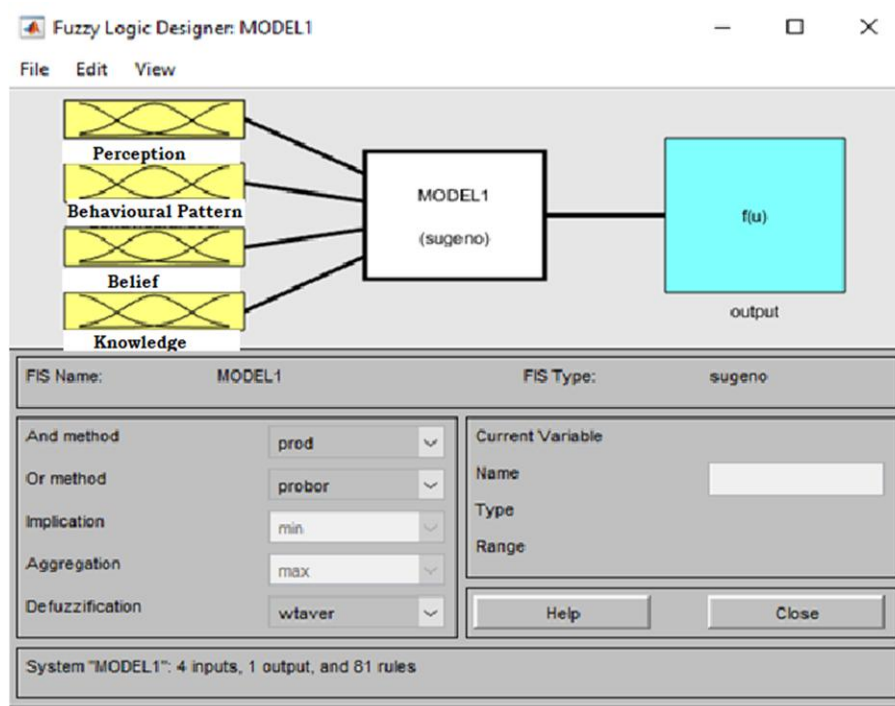 Fuzzy Logic Designer: MODEL1
File Edit View
Perception
Behavioural Pattern
Belief
Knowledge
MODEL1
(sugeno)
f(u)
output
FIS Name: MODEL1 FIS Type: sugeno
And method prod
Or method probor
Implication min
Aggregation max
Defuzzification wtaver
Current Variable
Name
Type
Range
Help Close
System "MODEL1": 4 inputs, 1 output, and 81 rules